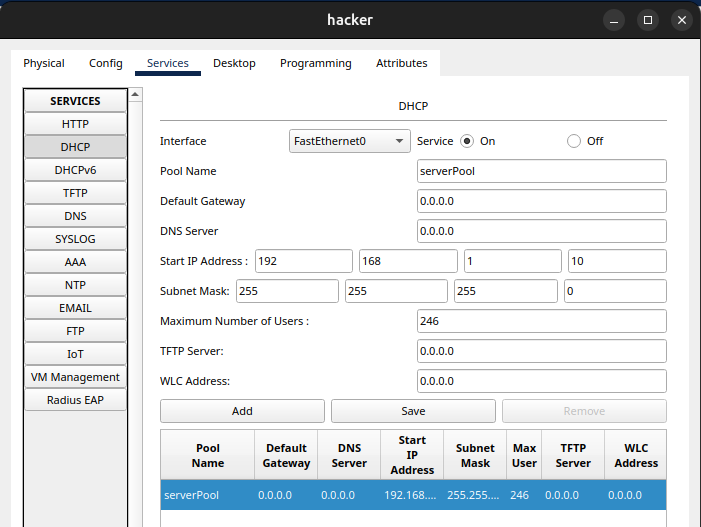 hacker
Physical Config Services Desktop Programming Attributes
SERVICES
HTTP
DHCP
DHCPv6
TFTP
DNS
SYSLOG
AAA
NTP
EMAIL
FTP
IoT
VM Management
Radius EAP
DHCP
Interface FastEthernet0 Service On Off
Pool Name serverPool
Default Gateway 0.0.0.0
DNS Server 0.0.0.0
Start IP Address : 192 168 1 10
Subnet Mask: 255 255 255 0
Maximum Number of Users : 246
TFTP Server: 0.0.0.0
WLC Address: 0.0.0.0
Add Save Remove
Pool Name Default Gateway DNS Server Start IP Address Subnet Mask Max User TFTP Server WLC Address
serverPool 0.0.0.0 0.0.0.0 192.168.... 255.255.... 246 0.0.0.0 0.0.0.0